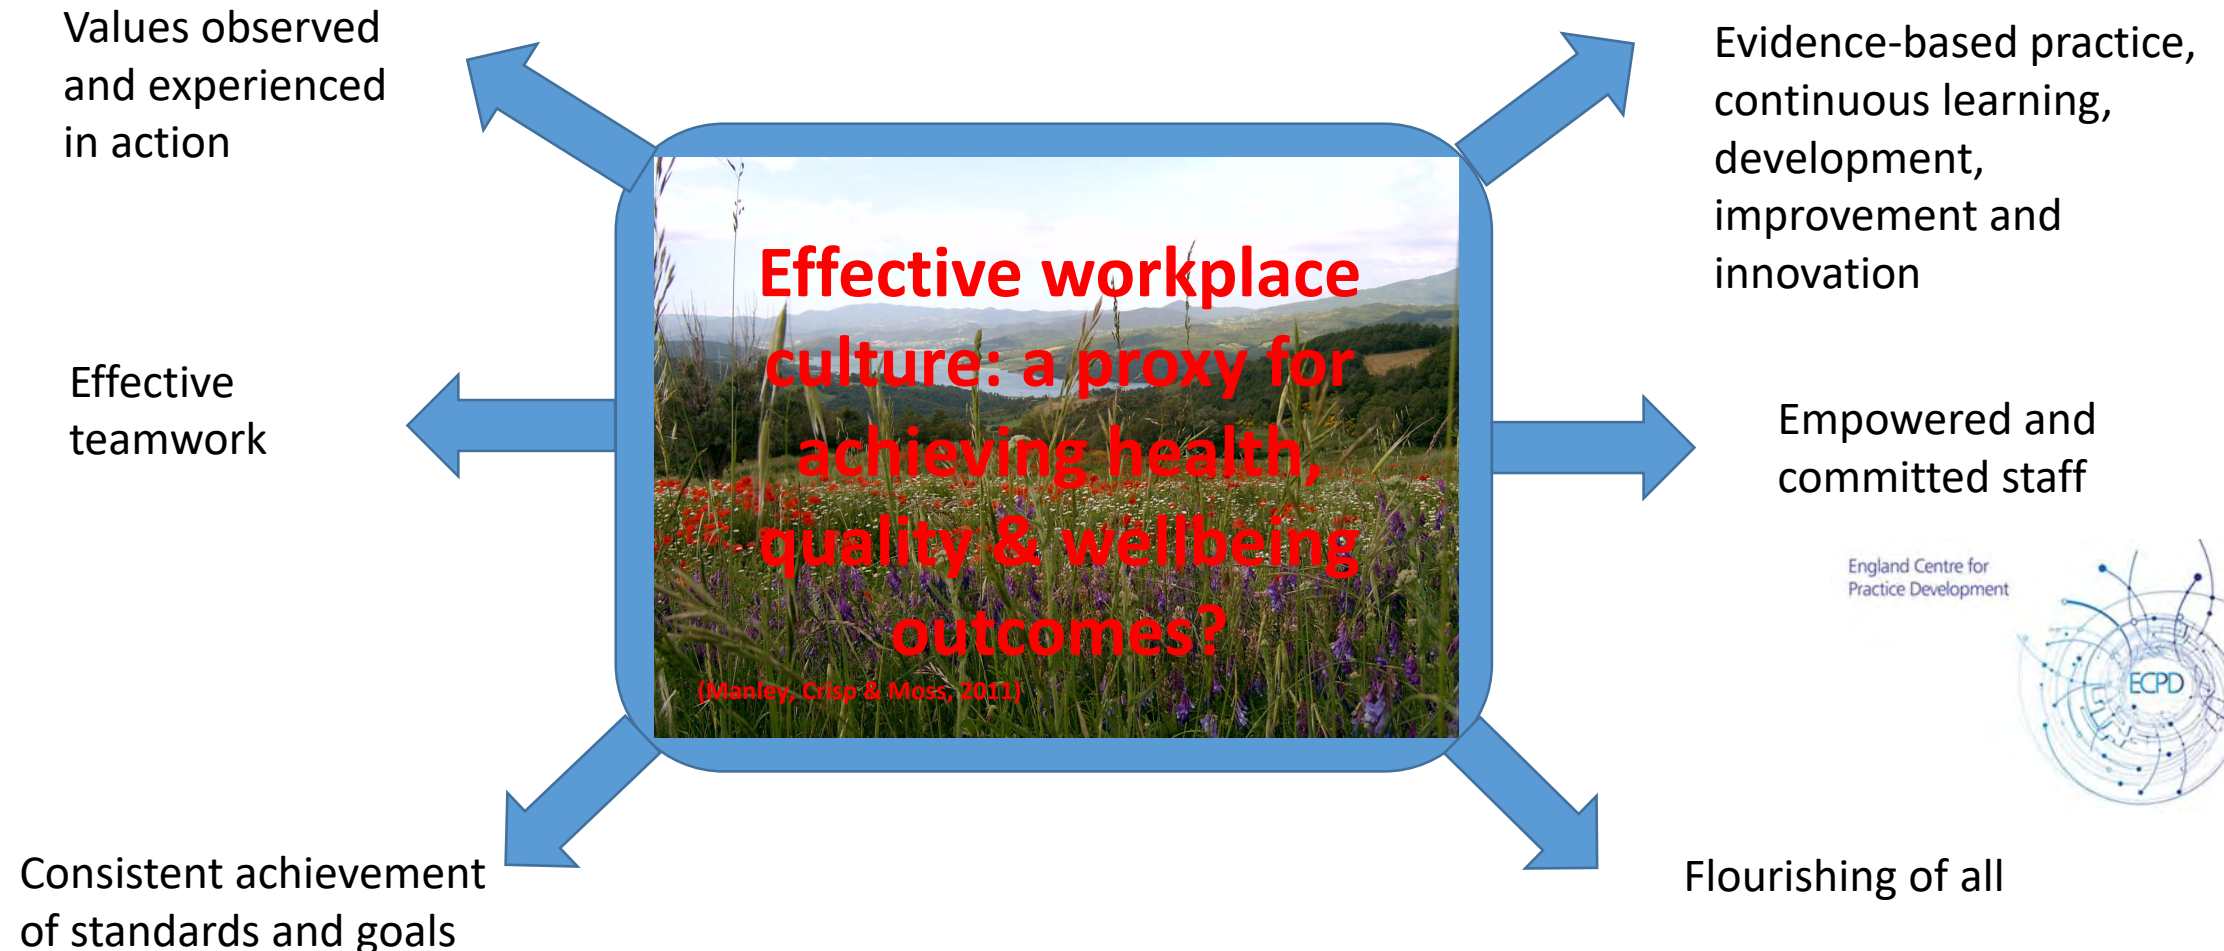 Values observed
and experienced
in action
Evidence-based practice,
continuous learning,
development,
improvement and
innovation
Effective workplace
culture: a proxy for
achieving health,
quality & wellbeing
outcomes?
(Manley, Crisp & Moss, 2011)
Effective
teamwork
Empowered and
committed staff
England Centre for
Practice Development
ECPD
Consistent achievement
of standards and goals
Flourishing of all